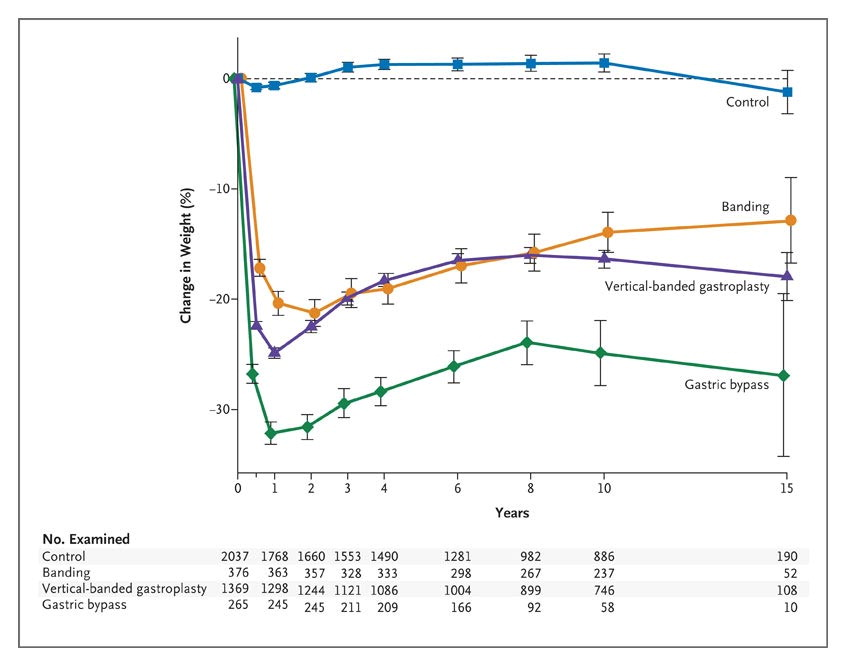 0
Control
−10
Banding
Change in Weight (%)
−20
Vertical-banded gastroplasty
Gastric bypass
−30
0 1 2 3 4 6 8 10 15
Years
No. Examined
Control 2037 1768 1660 1553 1490 1281 982 886 190
Banding 376 363 357 328 333 298 267 237 52
Vertical-banded gastroplasty 1369 1298 1244 1121 1086 1004 899 746 108
Gastric bypass 265 245 245 211 209 166 92 58 10